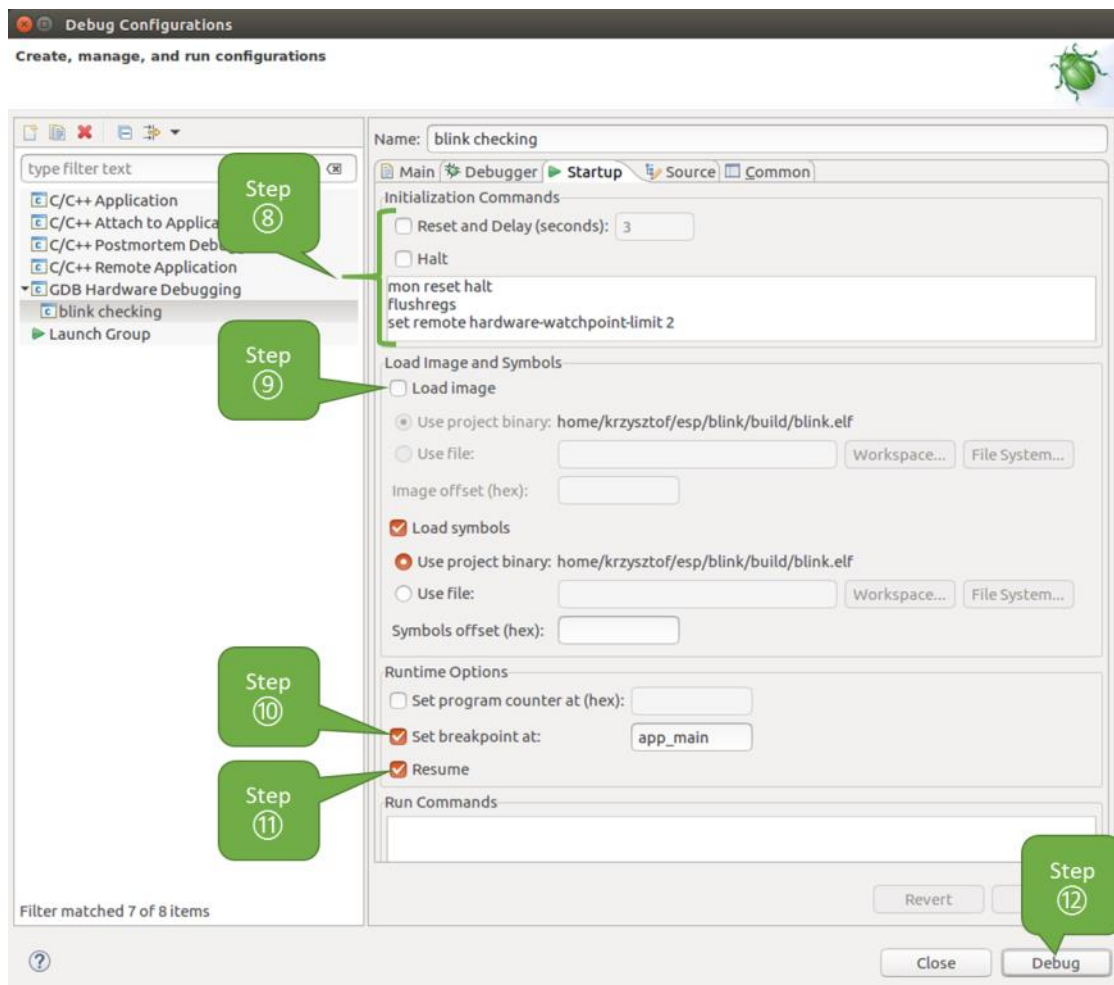 Debug Configurations
Create, manage, and run configurations
type filter text
C/C++ Application
C/C++ Attach to Applica
C/C++ Postmortem Debu
C/C++ Remote Application
GDB Hardware Debugging
blink checking
Launch Group
Filter matched 7 of 8 items
Name: blink checking
Main Debugger Startup Source Common
Initialization Commands
Reset and Delay (seconds): 3
Halt
mon reset halt
flushregs
set remote hardware-watchpoint-limit 2
Load Image and Symbols
Load image
Use project binary: home/krzysztof/esp/blink/build/blink.elf
Use file: Workspace... File System...
Image offset (hex):
Load symbols
Use project binary: home/krzysztof/esp/blink/build/blink.elf
Use file: Workspace... File System...
Symbols offset (hex):
Runtime Options
Set program counter at (hex):
Set breakpoint at: app_main
Resume
Run Commands
Revert
Close Debug
Step
⑧
Step
⑨
Step
⑩
Step
⑪
Step
⑫